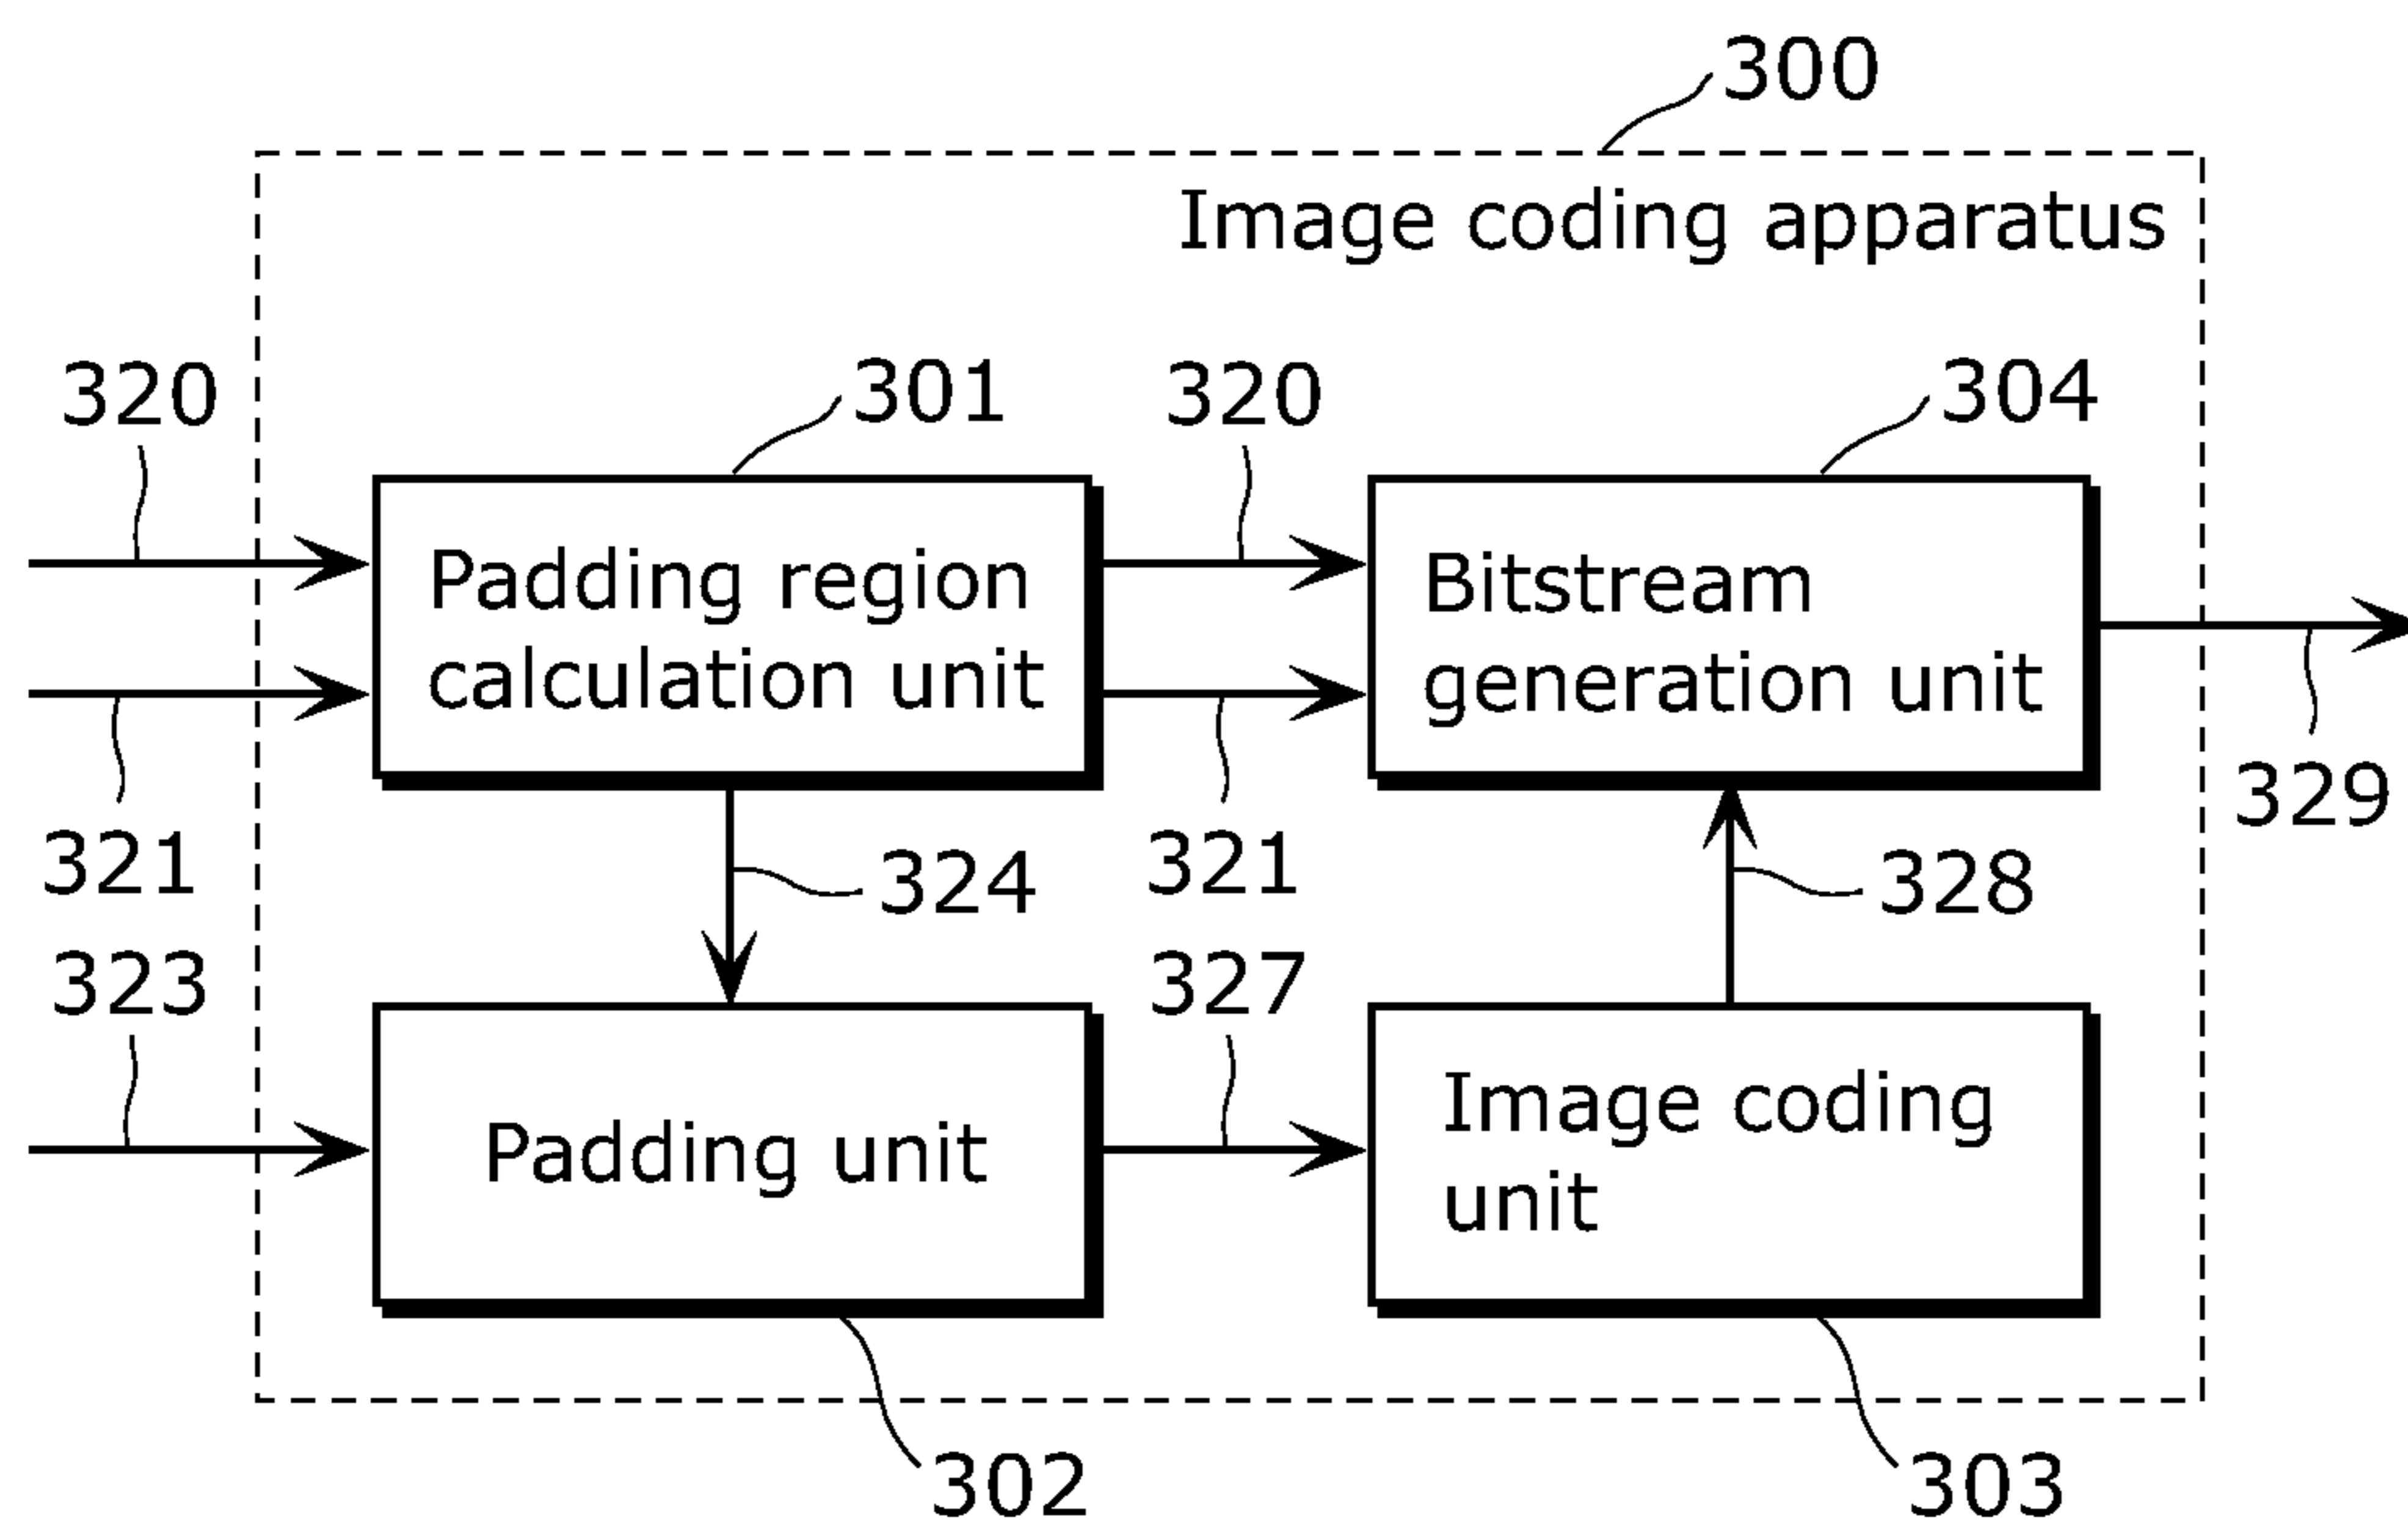 300
Image coding apparatus
320
301
320
304
Padding region
calculation unit
Bitstream
generation unit
321
324
321
328
329
323
327
Padding unit
Image coding
unit
302
303